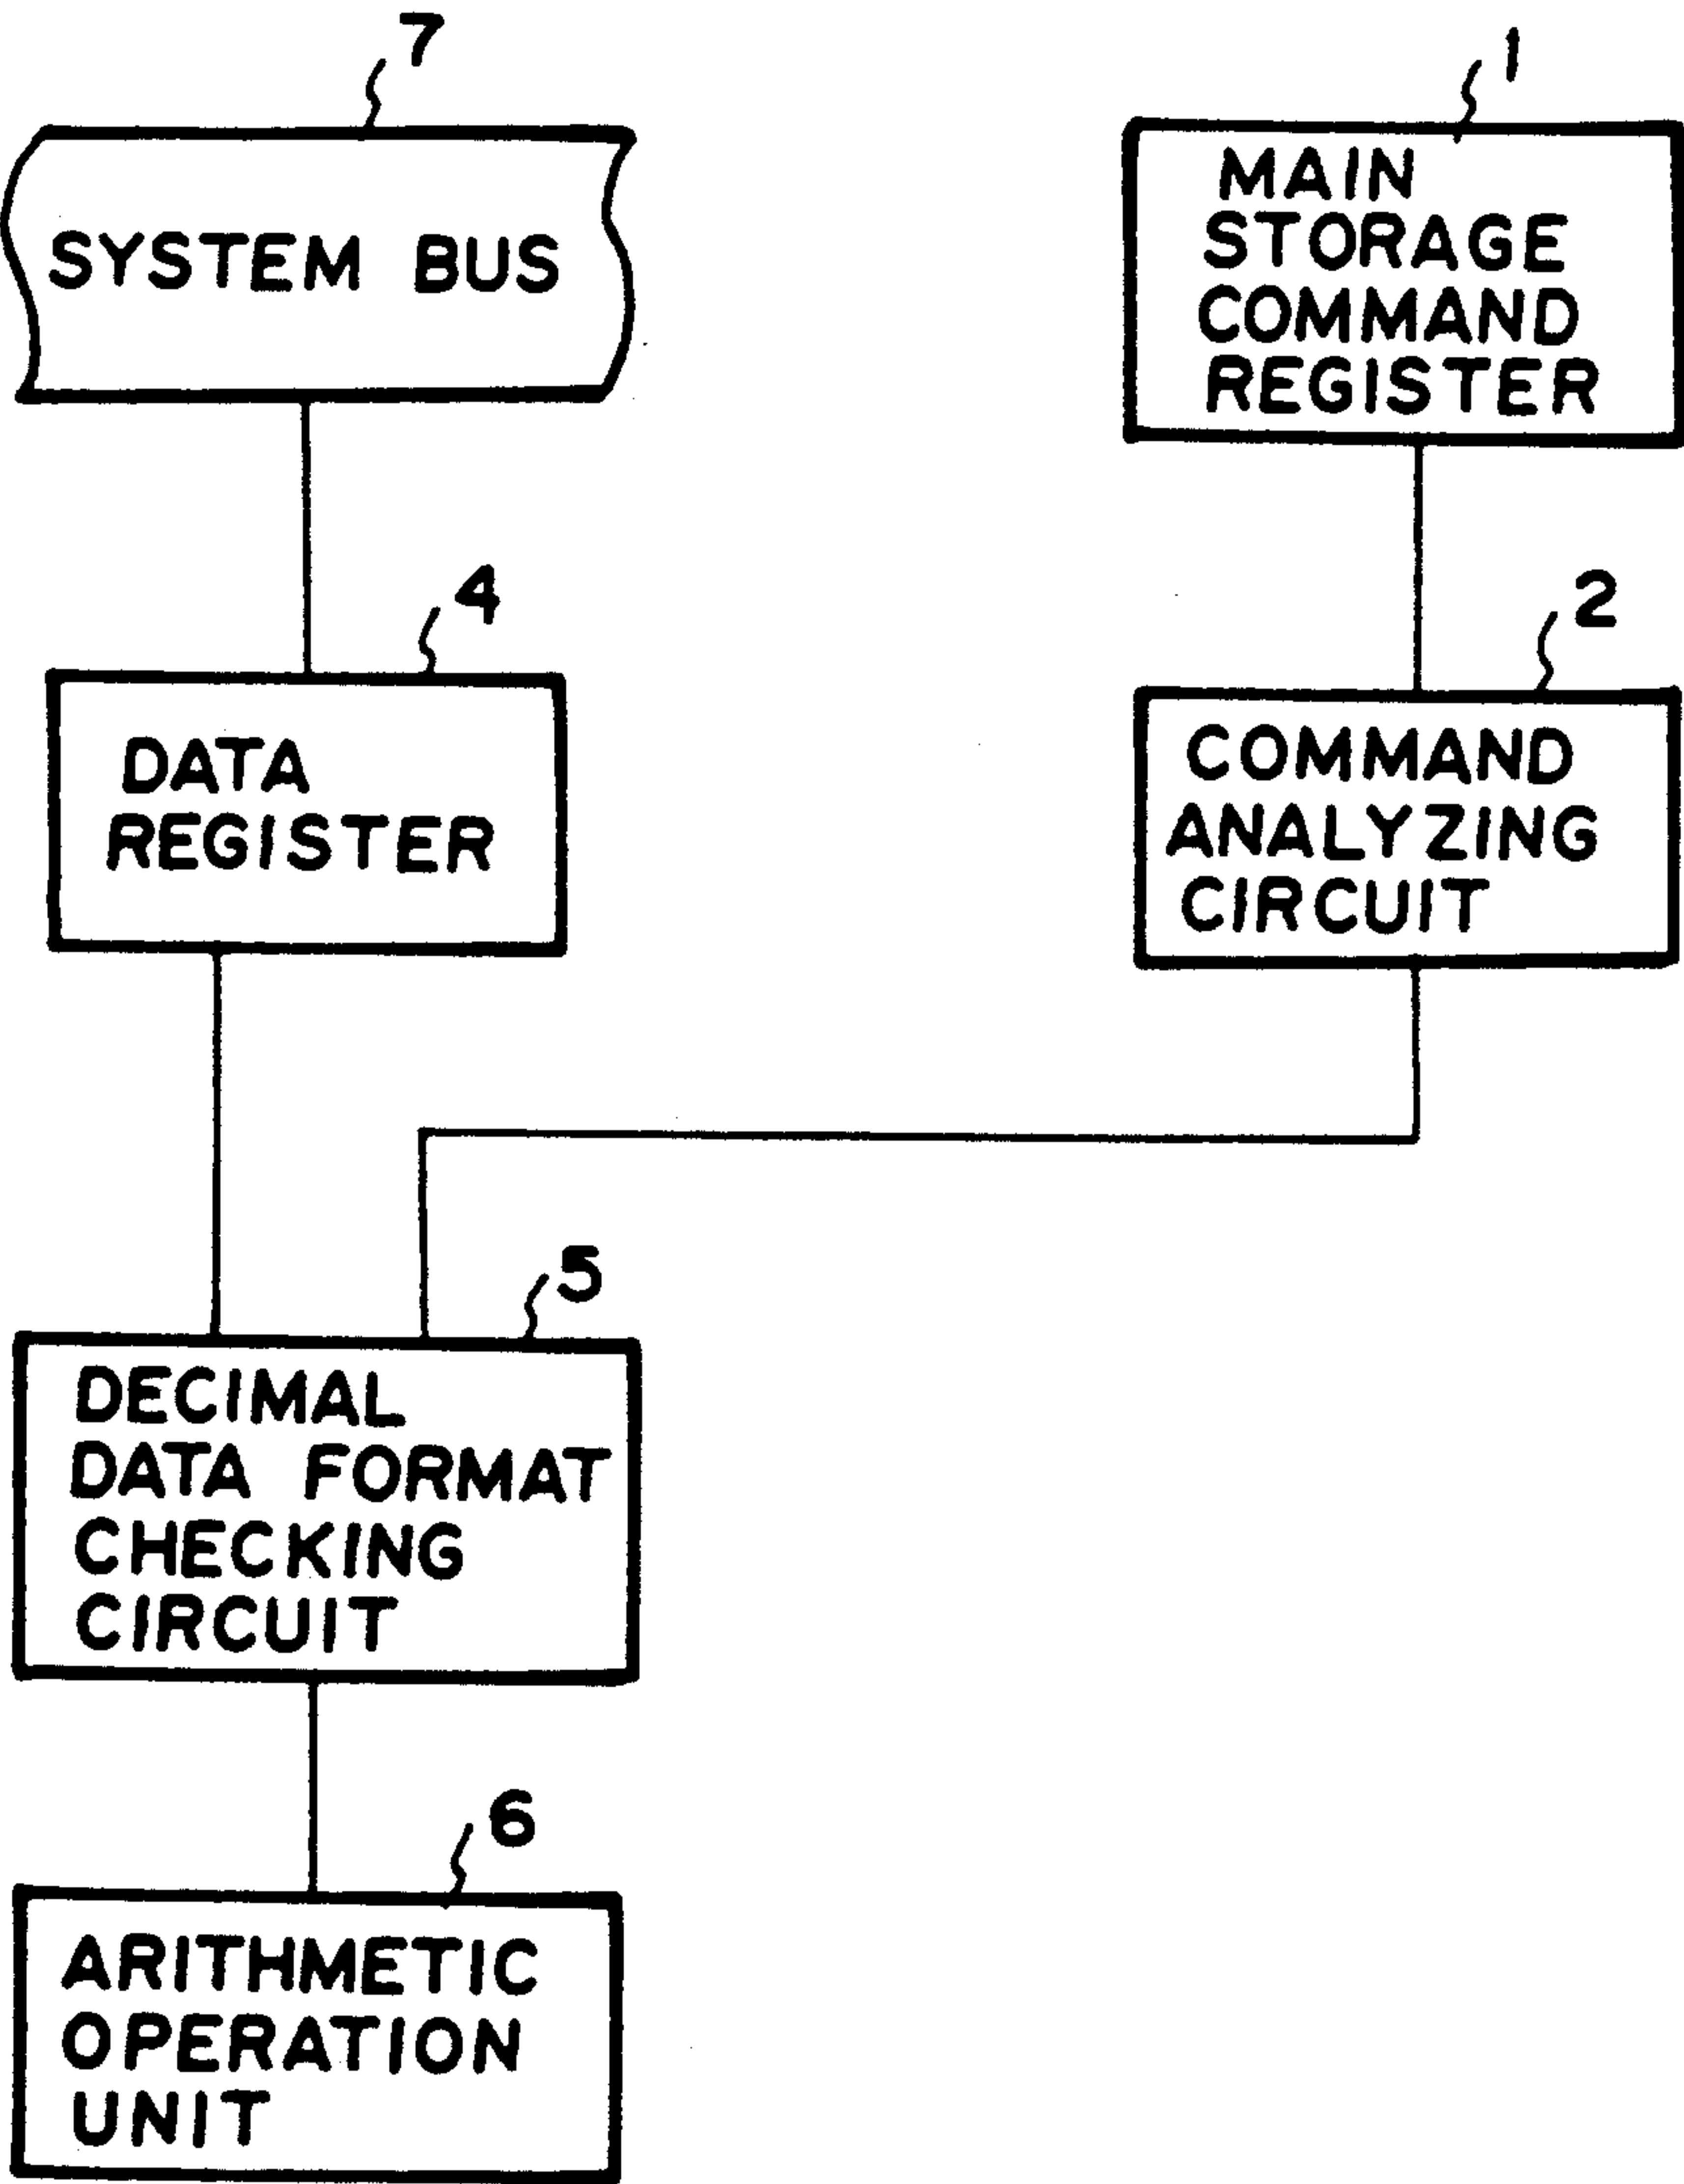 7
SYSTEM BUS
1
MAIN
STORAGE
COMMAND
REGISTER
4
DATA
REGISTER
2
COMMAND
ANALYZING
CIRCUIT
5
DECIMAL
DATA FORMAT
CHECKING
CIRCUIT
6
ARITHMETIC
OPERATION
UNIT